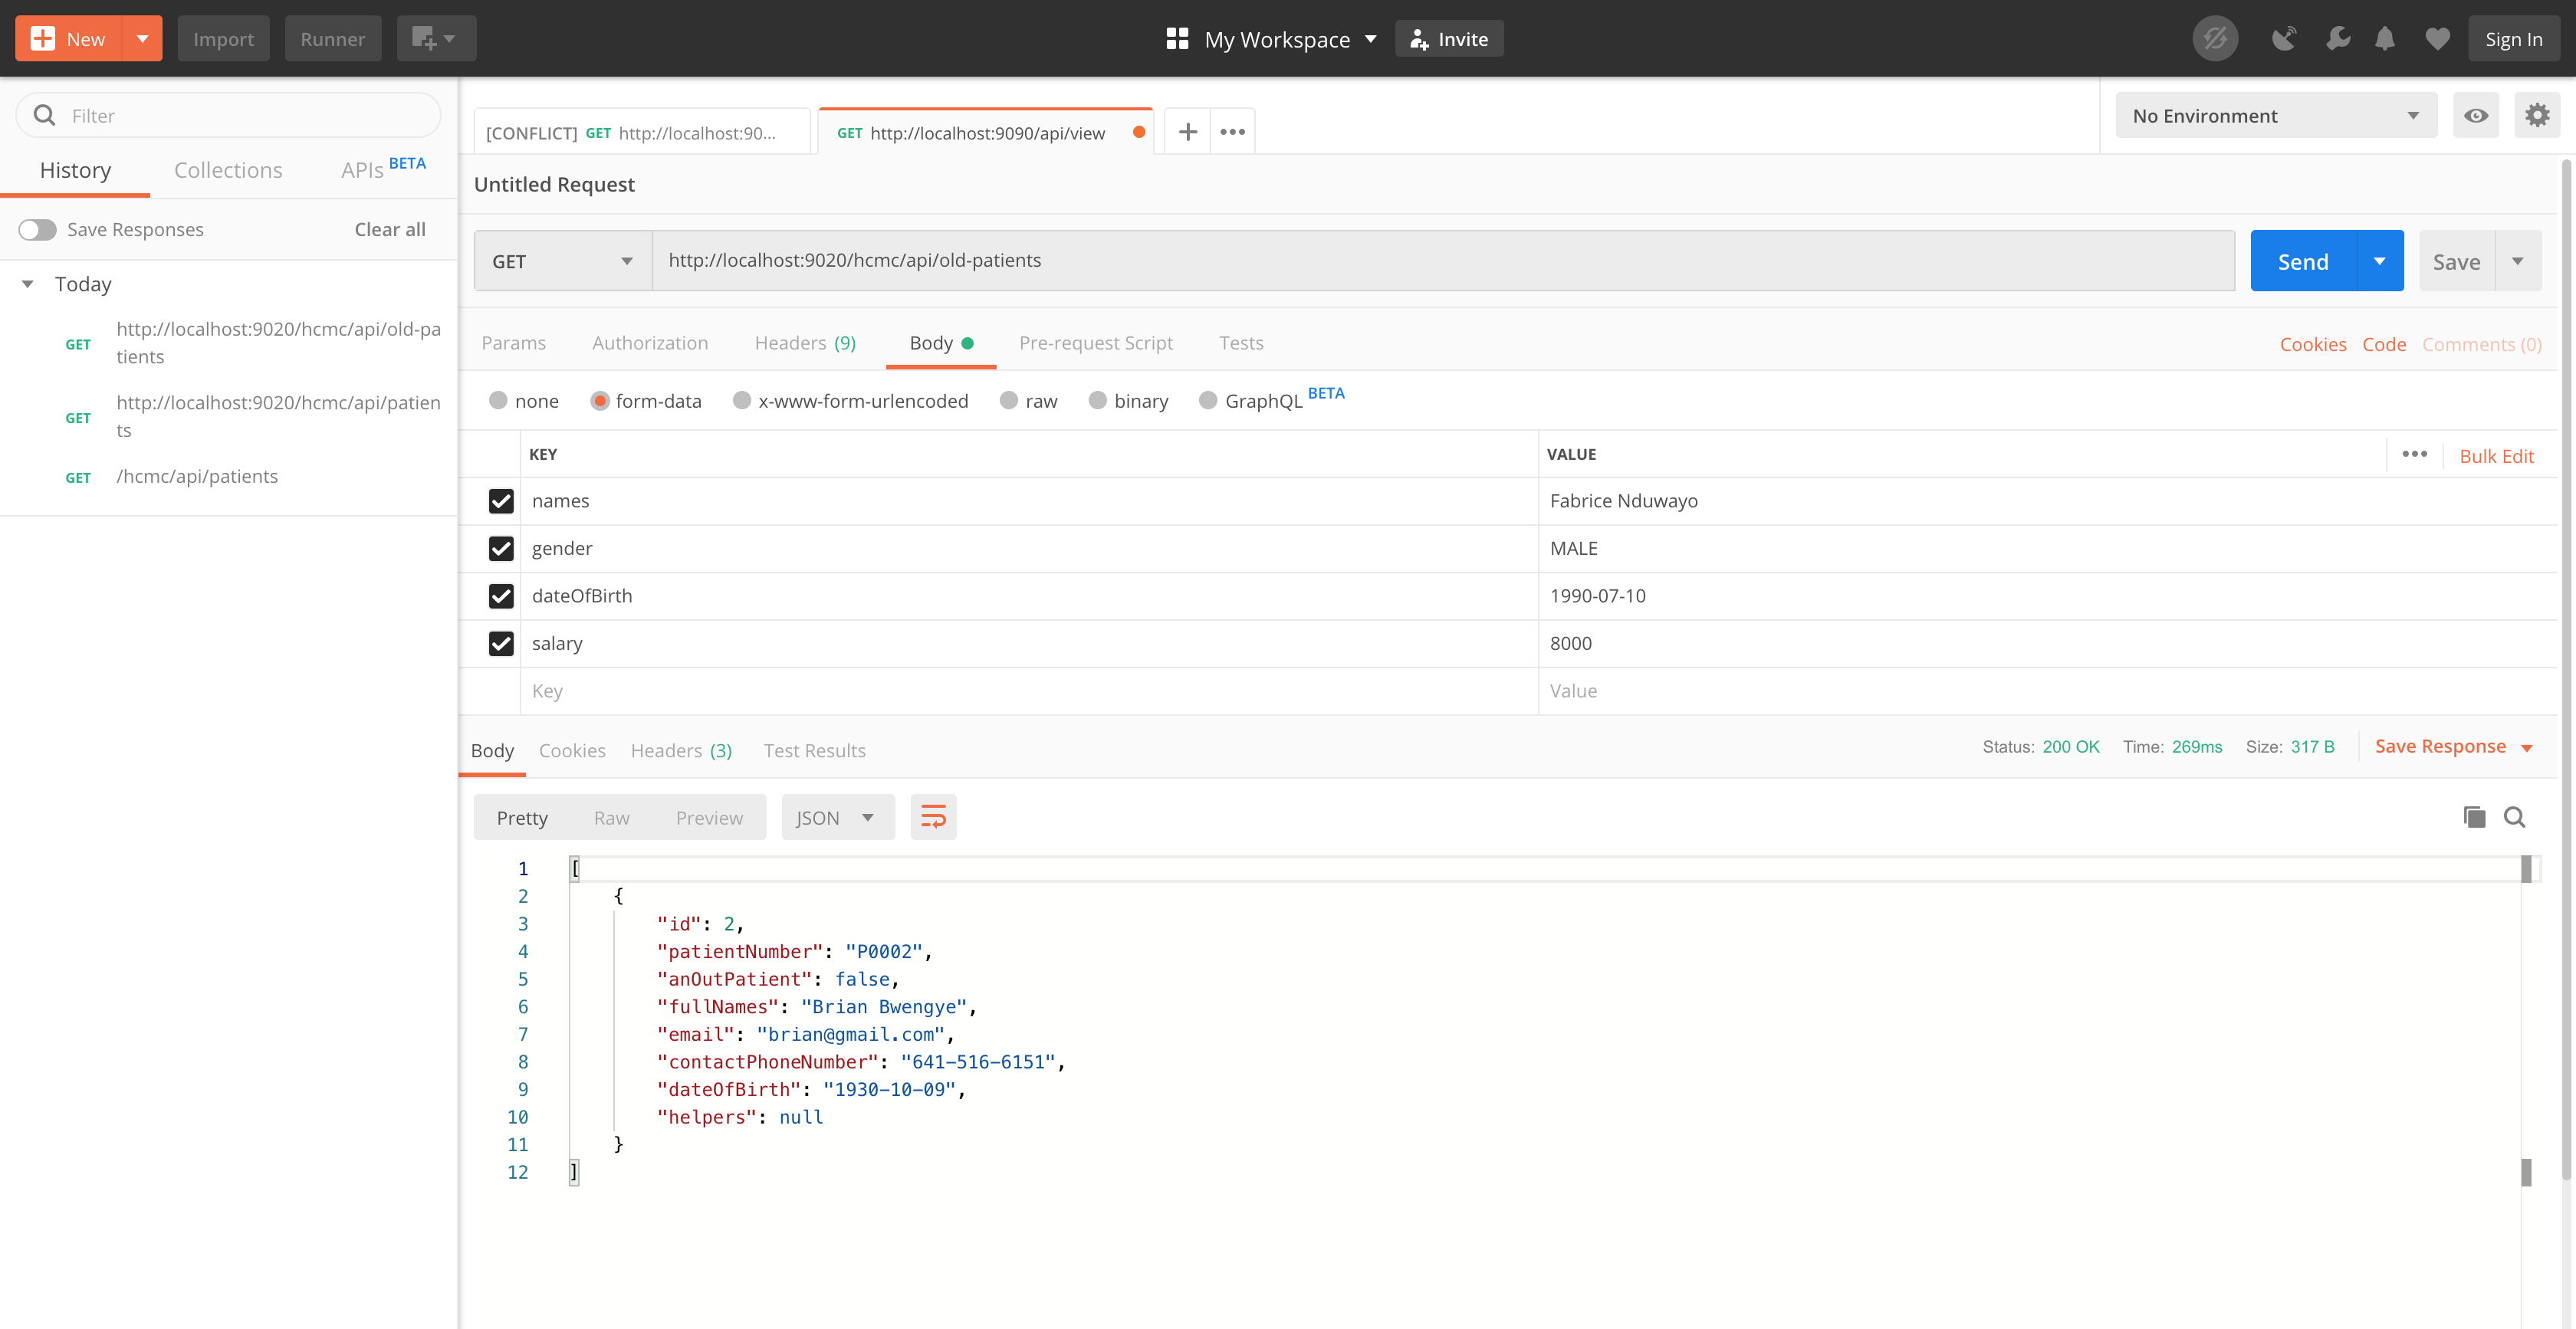 New
Import
Runner
My Workspace
Invite
Sign In
Filter
History Collections APIs BETA
Save Responses Clear all
Today
GET http://localhost:9020/hcmc/api/old-pa
tients
GET http://localhost:9020/hcmc/api/patien
ts
GET /hcmc/api/patients
[CONFLICT] GET http://localhost:90...
GET http://localhost:9090/api/view
No Environment
Untitled Request
GET http://localhost:9020/hcmc/api/old-patients
Send
Save
Params Authorization Headers (9) Body Pre-request Script Tests
Cookies Code Comments (0)
none form-data x-www-form-urlencoded raw binary GraphQL BETA
KEY VALUE ••• Bulk Edit
names Fabrice Nduwayo
gender MALE
dateOfBirth 1990-07-10
salary 8000
Key Value
Body Cookies Headers (3) Test Results
Status: 200 OK Time: 269ms Size: 317 B Save Response
Pretty Raw Preview JSON
1 [
2 {
3 "id": 2,
4 "patientNumber": "P0002",
5 "anOutPatient": false,
6 "fullNames": "Brian Bwengye",
7 "email": "brian@gmail.com",
8 "contactPhoneNumber": "641-516-6151",
9 "dateOfBirth": "1930-10-09",
10 "helpers": null
11 }
12 ]